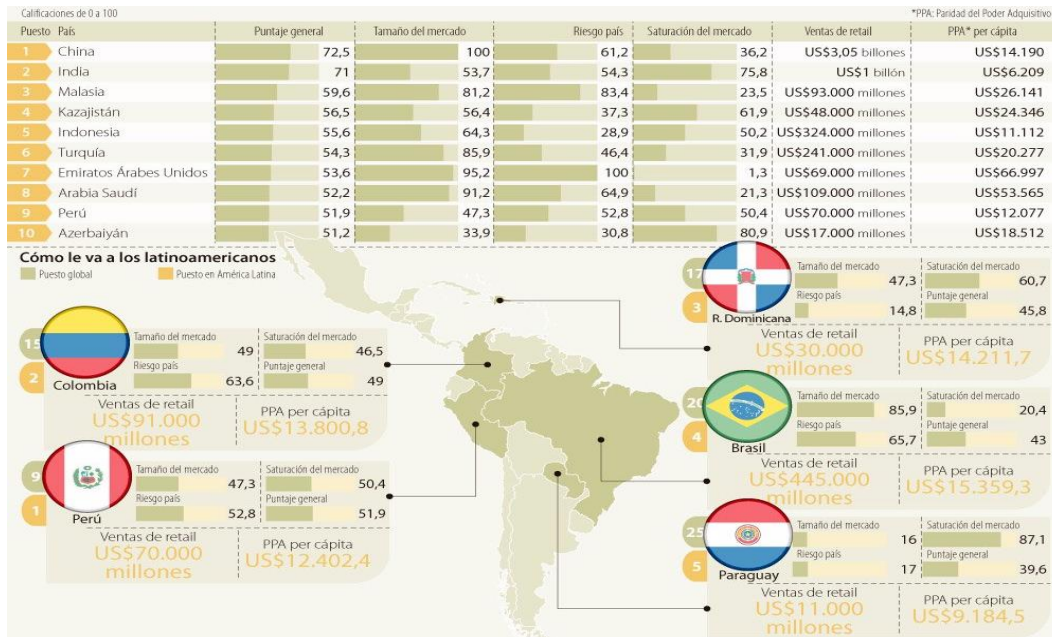 Calificaciones de 0 a 100
*PPA: Paridad del Poder Adquisitivo
Puesto País Puntaje general Tamaño del mercado Riesgo país Saturación del mercado Ventas de retail PPA* per cápita
1 China 72,5 100 61,2 36,2 US$3,05 billones US$14.190
2 India 71 53,7 54,3 75,8 US$1 billón US$6.209
3 Malasia 59,6 81,2 83,4 23,5 US$93.000 millones US$26.141
4 Kazajistán 56,5 56,4 37,3 61,9 US$48.000 millones US$24.346
5 Indonesia 55,6 64,3 28,9 50,2 US$324.000 millones US$11.112
6 Turquía 54,3 85,9 46,4 31,9 US$241.000 millones US$20.277
7 Emiratos Árabes Unidos 53,6 95,2 100 1,3 US$69.000 millones US$66.997
8 Arabia Saudí 52,2 91,2 64,9 21,3 US$109.000 millones US$53.565
9 Perú 51,9 47,3 52,8 50,4 US$70.000 millones US$12.077
10 Azerbaiyán 51,2 33,9 30,8 80,9 US$17.000 millones US$18.512
Cómo le va a los latinoamericanos
Puesto global Puesto en América Latina
15
2
Colombia
Tamaño del mercado 49 Saturación del mercado 46,5
Riesgo país 63,6 Puntaje general 49
Ventas de retail
US$91.000
millones
PPA per cápita
US$13.800,8
9
1
Perú
Tamaño del mercado 47,3 Saturación del mercado 50,4
Riesgo país 52,8 Puntaje general 51,9
Ventas de retail
US$70.000
millones
PPA per cápita
US$12.402,4
17
3
R. Dominicana
Tamaño del mercado 47,3 Saturación del mercado 60,7
Riesgo país 14,8 Puntaje general 45,8
Ventas de retail
US$30.000
millones
PPA per cápita
US$14.211,7
20
4
Brasil
Tamaño del mercado 85,9 Saturación del mercado 20,4
Riesgo país 65,7 Puntaje general 43
Ventas de retail
US$445.000
millones
PPA per cápita
US$15.359,3
25
5
Paraguay
Tamaño del mercado 16 Saturación del mercado 87,1
Riesgo país 17 Puntaje general 39,6
Ventas de retail
US$11.000
millones
PPA per cápita
US$9.184,5